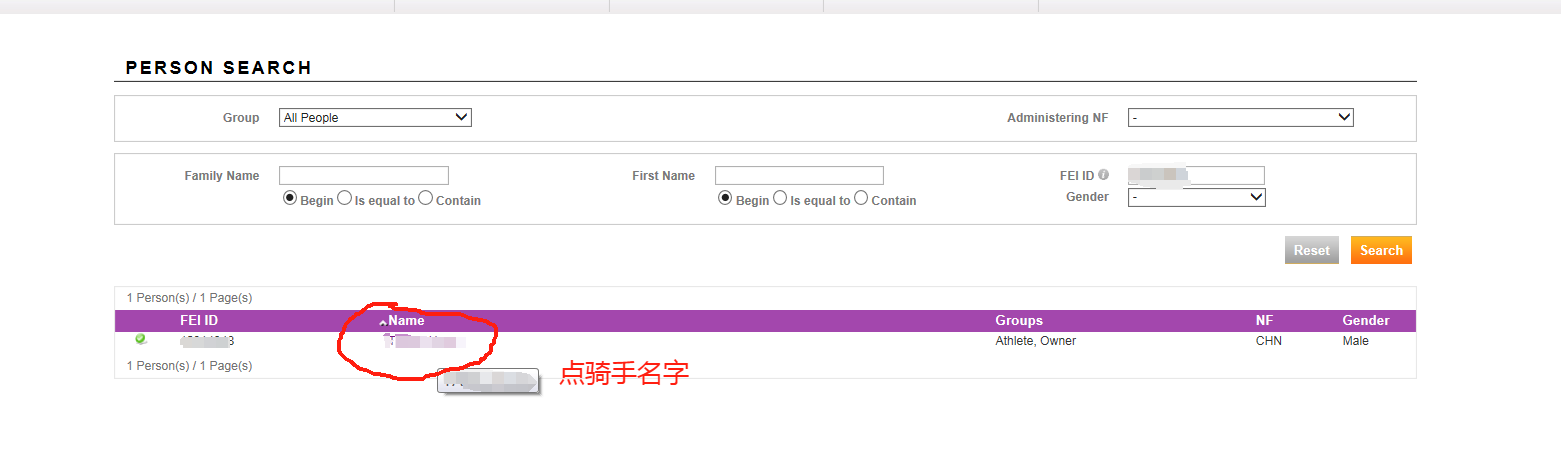 PERSON SEARCH
Group All People Administering NF -
Family Name First Name FEI ID
Begin Is equal to Contain Begin Is equal to Contain Gender -
Reset Search
1 Person(s) / 1 Page(s)
FEI ID Name Groups NF Gender
Athlete, Owner CHN Male
1 Person(s) / 1 Page(s)
点骑手名字